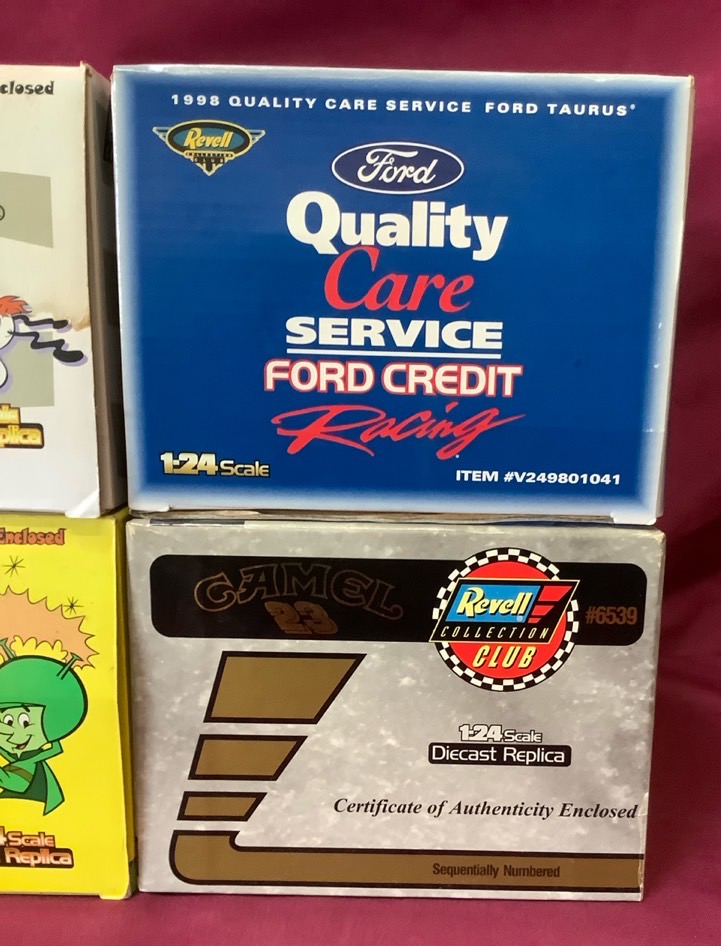 closed
plica
1998 QUALITY CARE SERVICE FORD TAURUS®
Revell
Ford
Quality
Care
SERVICE
FORD CREDIT
Racing
1:24 Scale
ITEM #V249801041
Enclosed
Scale
Replica
CAMEL
23
Revell
COLLECTION
CLUB
#6539
1:24 Scale
Diecast Replica
Certificate of Authenticity Enclosed
Sequentially Numbered